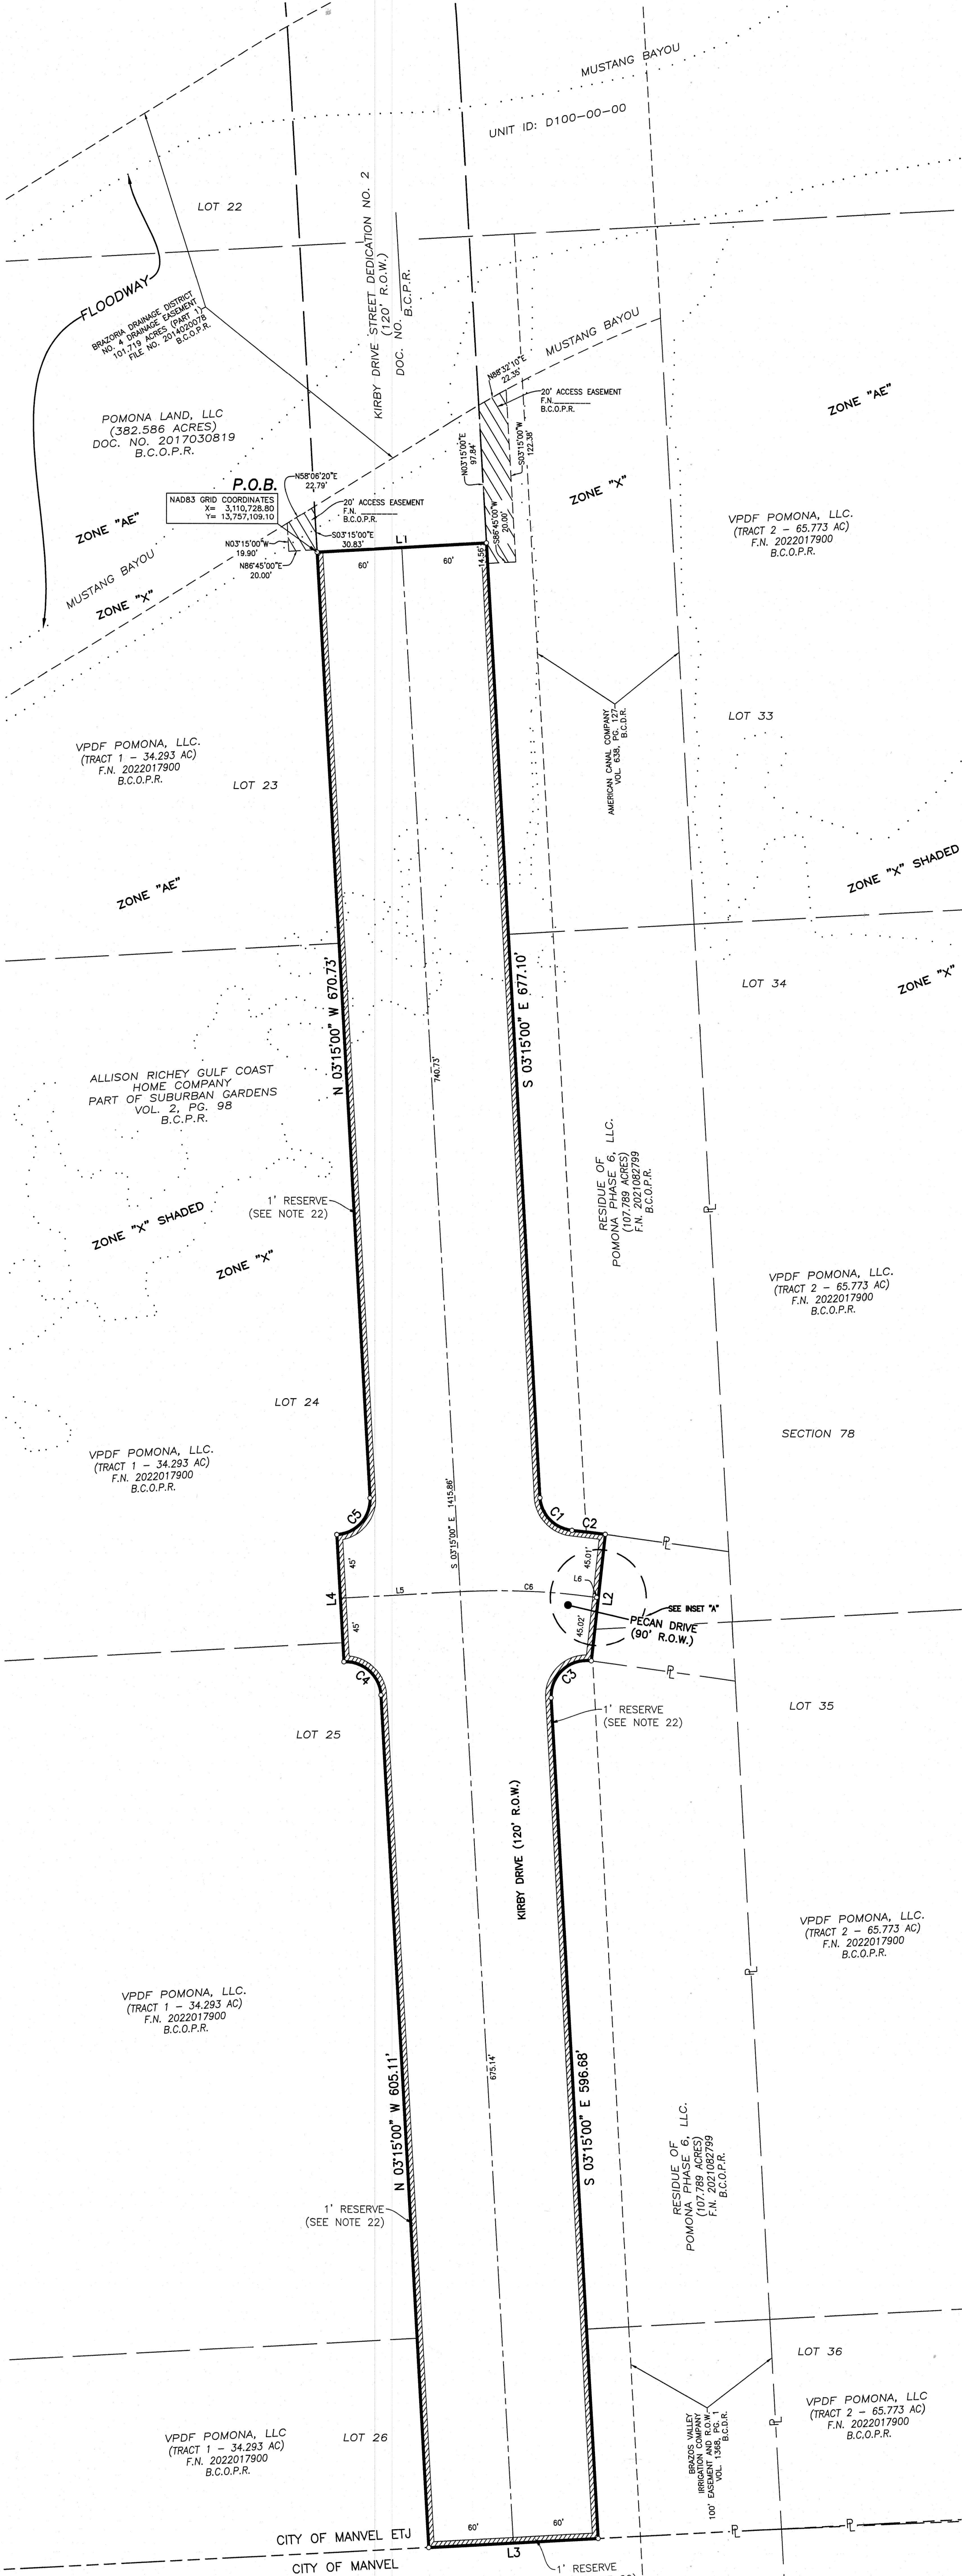 MUSTANG BAYOU
UNIT ID: D100-00-00
LOT 22
KIRBY DRIVE STREET DEDICATION NO. 2
(120' R.O.W.)
DOC. NO. ________
B.C.P.R.
FLOODWAY
BRAZORIA DRAINAGE DISTRICT
NO. 4 DRAINAGE EASEMENT
101.719 ACRES (PART 1)
FILE NO. 2014020078
B.C.O.P.R.
MUSTANG BAYOU
N88°32'10"E
22.35'
20' ACCESS EASEMENT
F.N.________
B.C.O.P.R.
ZONE "AE"
POMONA LAND, LLC
(382.586 ACRES)
DOC. NO. 2017030819
B.C.O.P.R.
N03°15'00"E
97.84'
S03°15'00"W
122.38'
P.O.B.
NAD83 GRID COORDINATES
X= 3,110,728.80
Y= 13,757,109.10
N58°06'20"E
22.79'
20' ACCESS EASEMENT
F.N. ________
B.C.O.P.R.
ZONE "X"
VPDF POMONA, LLC.
(TRACT 2 - 65.773 AC)
F.N. 2022017900
B.C.O.P.R.
ZONE "AE"
S86°45'00"W
20.00'
S03°15'00"E
30.83'
L1
N03°15'00"W
19.90'
N86°45'00"E
20.00'
60'
60'
14.56'
MUSTANG BAYOU
ZONE "X"
AMERICAN CANAL COMPANY
VOL. 638, PG. 127
B.C.D.R.
LOT 33
VPDF POMONA, LLC.
(TRACT 1 - 34.293 AC)
F.N. 2022017900
B.C.O.P.R.
LOT 23
ZONE "X" SHADED
ZONE "AE"
N 03°15'00" W 670.73'
S 03°15'00" E 677.10'
LOT 34
ZONE "X"
740.73'
ALLISON RICHEY GULF COAST
HOME COMPANY
PART OF SUBURBAN GARDENS
VOL. 2, PG. 98
B.C.P.R.
RESIDUE OF
POMONA PHASE 6, LLC.
(107.789 ACRES)
F.N. 2021082799
B.C.O.P.R.
1' RESERVE
(SEE NOTE 22)
PL
ZONE "X" SHADED
ZONE "X"
VPDF POMONA, LLC.
(TRACT 2 - 65.773 AC)
F.N. 2022017900
B.C.O.P.R.
LOT 24
SECTION 78
VPDF POMONA, LLC.
(TRACT 1 - 34.293 AC)
F.N. 2022017900
B.C.O.P.R.
S 03°15'00" E 1415.86'
C5
C1
C2
PL
45'
45.01'
L6
L5
C6
L4
L2
SEE INSET "A"
PECAN DRIVE
(90' R.O.W.)
45'
45.02'
C4
C3
PL
1' RESERVE
(SEE NOTE 22)
LOT 35
LOT 25
KIRBY DRIVE (120' R.O.W.)
VPDF POMONA, LLC.
(TRACT 2 - 65.773 AC)
F.N. 2022017900
B.C.O.P.R.
PL
VPDF POMONA, LLC.
(TRACT 1 - 34.293 AC)
F.N. 2022017900
B.C.O.P.R.
675.14'
N 03°15'00" W 605.11'
S 03°15'00" E 596.68'
RESIDUE OF
POMONA PHASE 6, LLC.
(107.789 ACRES)
F.N. 2021082799
B.C.O.P.R.
1' RESERVE
(SEE NOTE 22)
LOT 36
VPDF POMONA, LLC
(TRACT 2 - 65.773 AC)
F.N. 2022017900
B.C.O.P.R.
BRAZOS VALLEY
IRRIGATION COMPANY
100' EASEMENT AND R.O.W.
VOL. 1368, PG. 1
B.C.D.R.
PL
VPDF POMONA, LLC
(TRACT 1 - 34.293 AC)
F.N. 2022017900
B.C.O.P.R.
LOT 26
60'
60'
PL
PL
CITY OF MANVEL ETJ
CITY OF MANVEL
L3
1' RESERVE